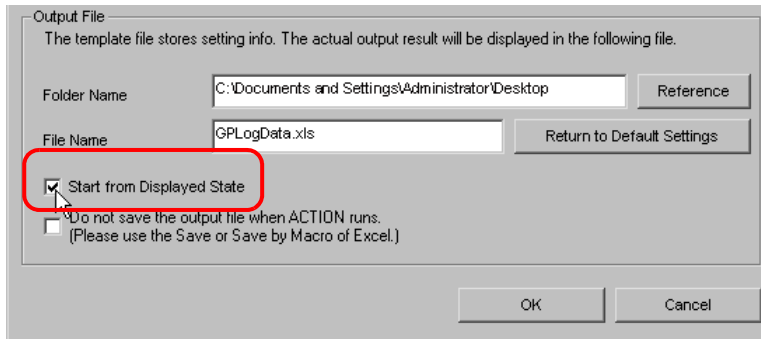 Output File
The template file stores setting info. The actual output result will be displayed in the following file.
Folder Name
C:\Documents and Settings\Administrator\Desktop
Reference
File Name
GPLogData.xls
Return to Default Settings
Start from Displayed State
Do not save the output file when ACTION runs.
(Please use the Save or Save by Macro of Excel.)
OK
Cancel